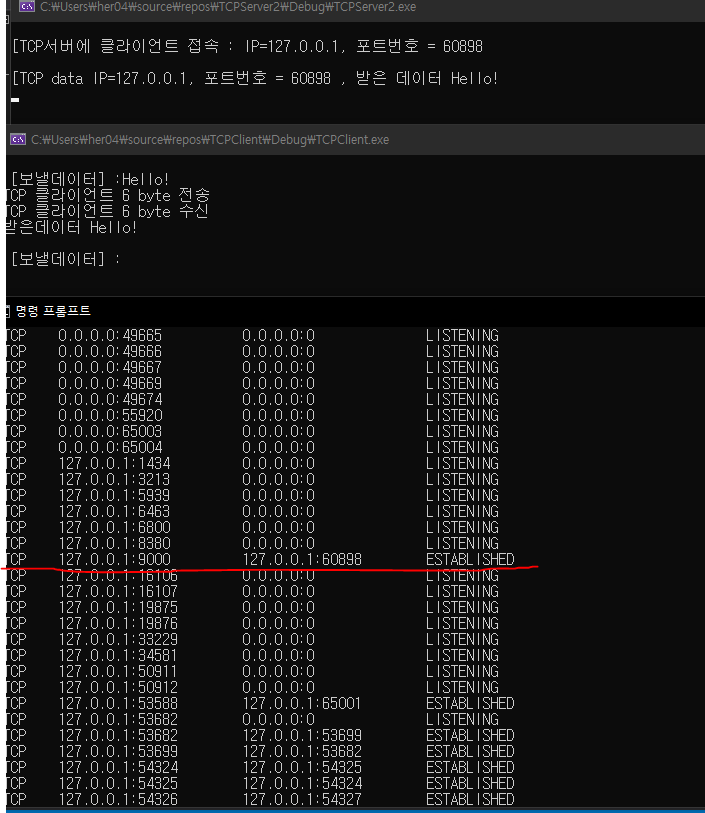 C:\Users\her04\source\repos\TCPServer2\Debug\TCPServer2.exe
[TCP서버에 클라이언트 접속 : IP=127.0.0.1, 포트번호 = 60898
[TCP data IP=127.0.0.1, 포트번호 = 60898 , 받은 데이터 Hello!
C:\Users\her04\source\repos\TCPClient\Debug\TCPClient.exe
[보낼데이터] :Hello!
TCP 클라이언트 6 byte 전송
TCP 클라이언트 6 byte 수신
받은데이터 Hello!
[보낼데이터] :
명령 프롬프트
TCP 0.0.0.0:49665 0.0.0.0:0 LISTENING
TCP 0.0.0.0:49666 0.0.0.0:0 LISTENING
TCP 0.0.0.0:49667 0.0.0.0:0 LISTENING
TCP 0.0.0.0:49669 0.0.0.0:0 LISTENING
TCP 0.0.0.0:49674 0.0.0.0:0 LISTENING
TCP 0.0.0.0:55920 0.0.0.0:0 LISTENING
TCP 0.0.0.0:65003 0.0.0.0:0 LISTENING
TCP 0.0.0.0:65004 0.0.0.0:0 LISTENING
TCP 127.0.0.1:1434 0.0.0.0:0 LISTENING
TCP 127.0.0.1:3213 0.0.0.0:0 LISTENING
TCP 127.0.0.1:5939 0.0.0.0:0 LISTENING
TCP 127.0.0.1:6463 0.0.0.0:0 LISTENING
TCP 127.0.0.1:6800 0.0.0.0:0 LISTENING
TCP 127.0.0.1:8380 0.0.0.0:0 LISTENING
TCP 127.0.0.1:9000 127.0.0.1:60898 ESTABLISHED
TCP 127.0.0.1:16106 0.0.0.0:0 LISTENING
TCP 127.0.0.1:16107 0.0.0.0:0 LISTENING
TCP 127.0.0.1:19875 0.0.0.0:0 LISTENING
TCP 127.0.0.1:19876 0.0.0.0:0 LISTENING
TCP 127.0.0.1:33229 0.0.0.0:0 LISTENING
TCP 127.0.0.1:34581 0.0.0.0:0 LISTENING
TCP 127.0.0.1:50911 0.0.0.0:0 LISTENING
TCP 127.0.0.1:50912 0.0.0.0:0 LISTENING
TCP 127.0.0.1:53588 127.0.0.1:65001 ESTABLISHED
TCP 127.0.0.1:53682 0.0.0.0:0 LISTENING
TCP 127.0.0.1:53682 127.0.0.1:53699 ESTABLISHED
TCP 127.0.0.1:53699 127.0.0.1:53682 ESTABLISHED
TCP 127.0.0.1:54324 127.0.0.1:54325 ESTABLISHED
TCP 127.0.0.1:54325 127.0.0.1:54324 ESTABLISHED
TCP 127.0.0.1:54326 127.0.0.1:54327 ESTABLISHED